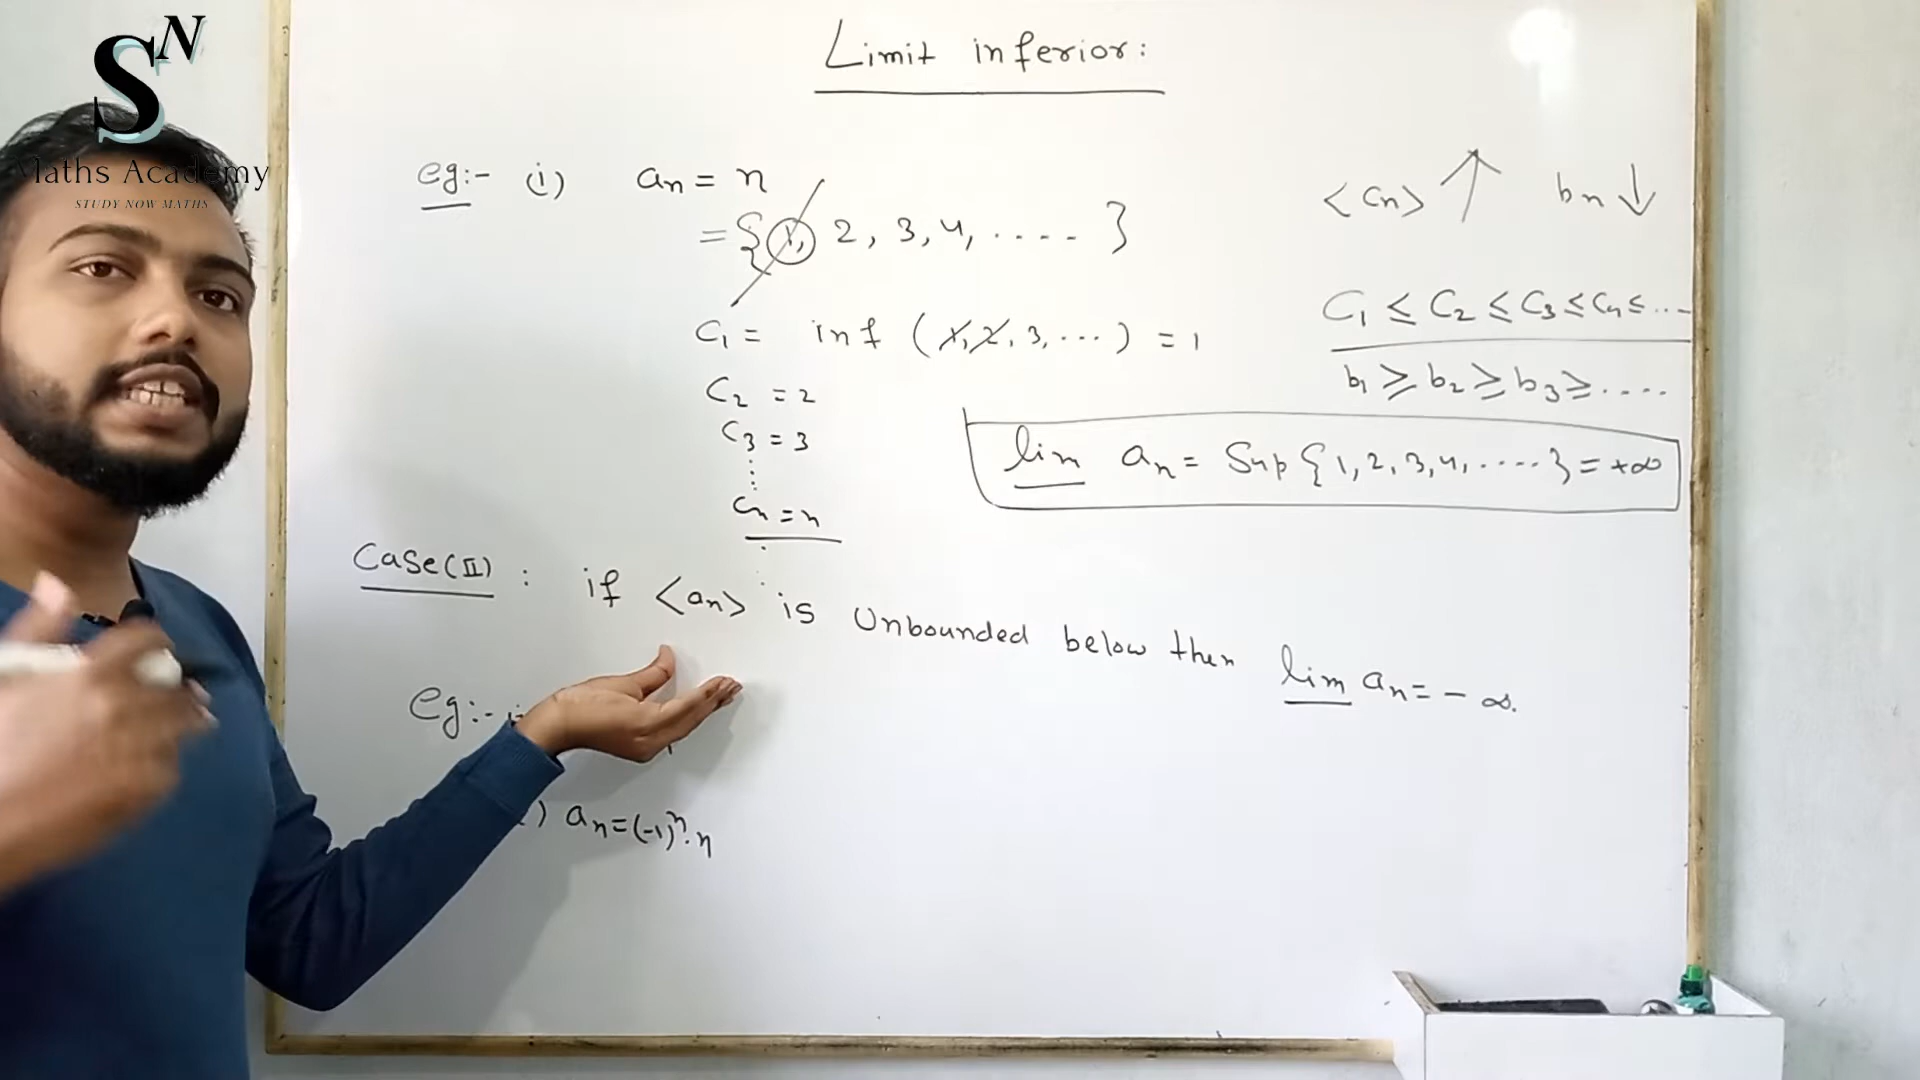 SN
Maths Academy
STUDY NOW MATHS
Limit inferior:
eg:- (i) an = n
= {1, 2, 3, 4, ..... }
C1 = inf (1, 2, 3, ...) = 1
C2 = 2
C3 = 3
Cn = n
<Cn> ↑ bn ↓
C1 ≤ C2 ≤ C3 ≤ C4 ≤ ...
b1 ≥ b2 ≥ b3 ≥ ....
lim an = Sup {1, 2, 3, 4, .....} = +∞
Case(II) : if <an> is Unbounded below then lim an = - ∞.
eg:-
) an = (-1)^n . n